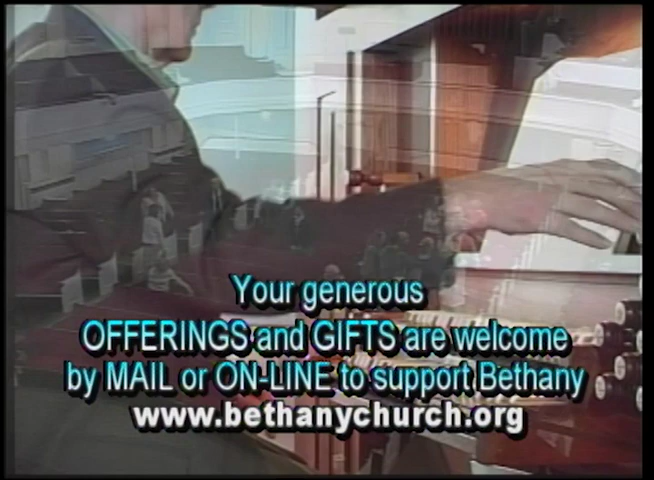 Your generous
OFFERINGS and GIFTS are welcome
by MAIL or ON-LINE to support Bethany
www.bethanychurch.org